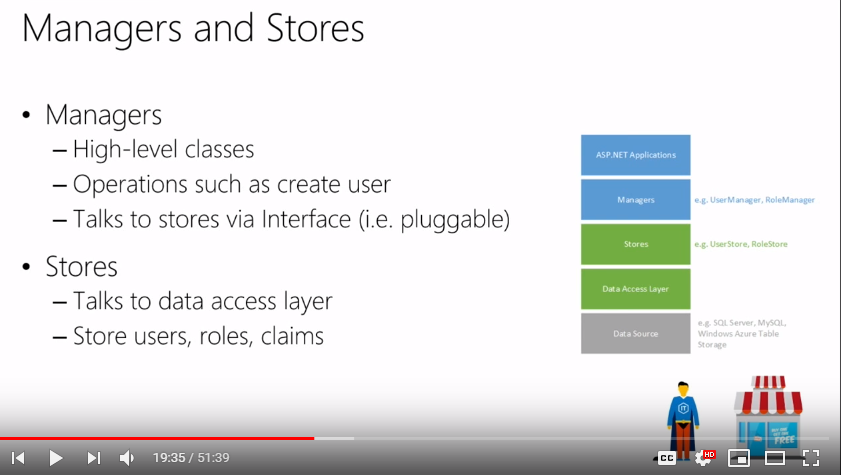 Managers and Stores
• Managers
– High-level classes
– Operations such as create user
– Talks to stores via Interface (i.e. pluggable)
• Stores
– Talks to data access layer
– Store users, roles, claims
ASP.NET Applications
Managers
e.g. UserManager, RoleManager
Stores
e.g. UserStore, RoleStore
Data Access Layer
Data Source
e.g. SQL Server, MySQL,
Windows Azure Table
Storage
IT
FREE
19:35 / 51:39
CC
HD